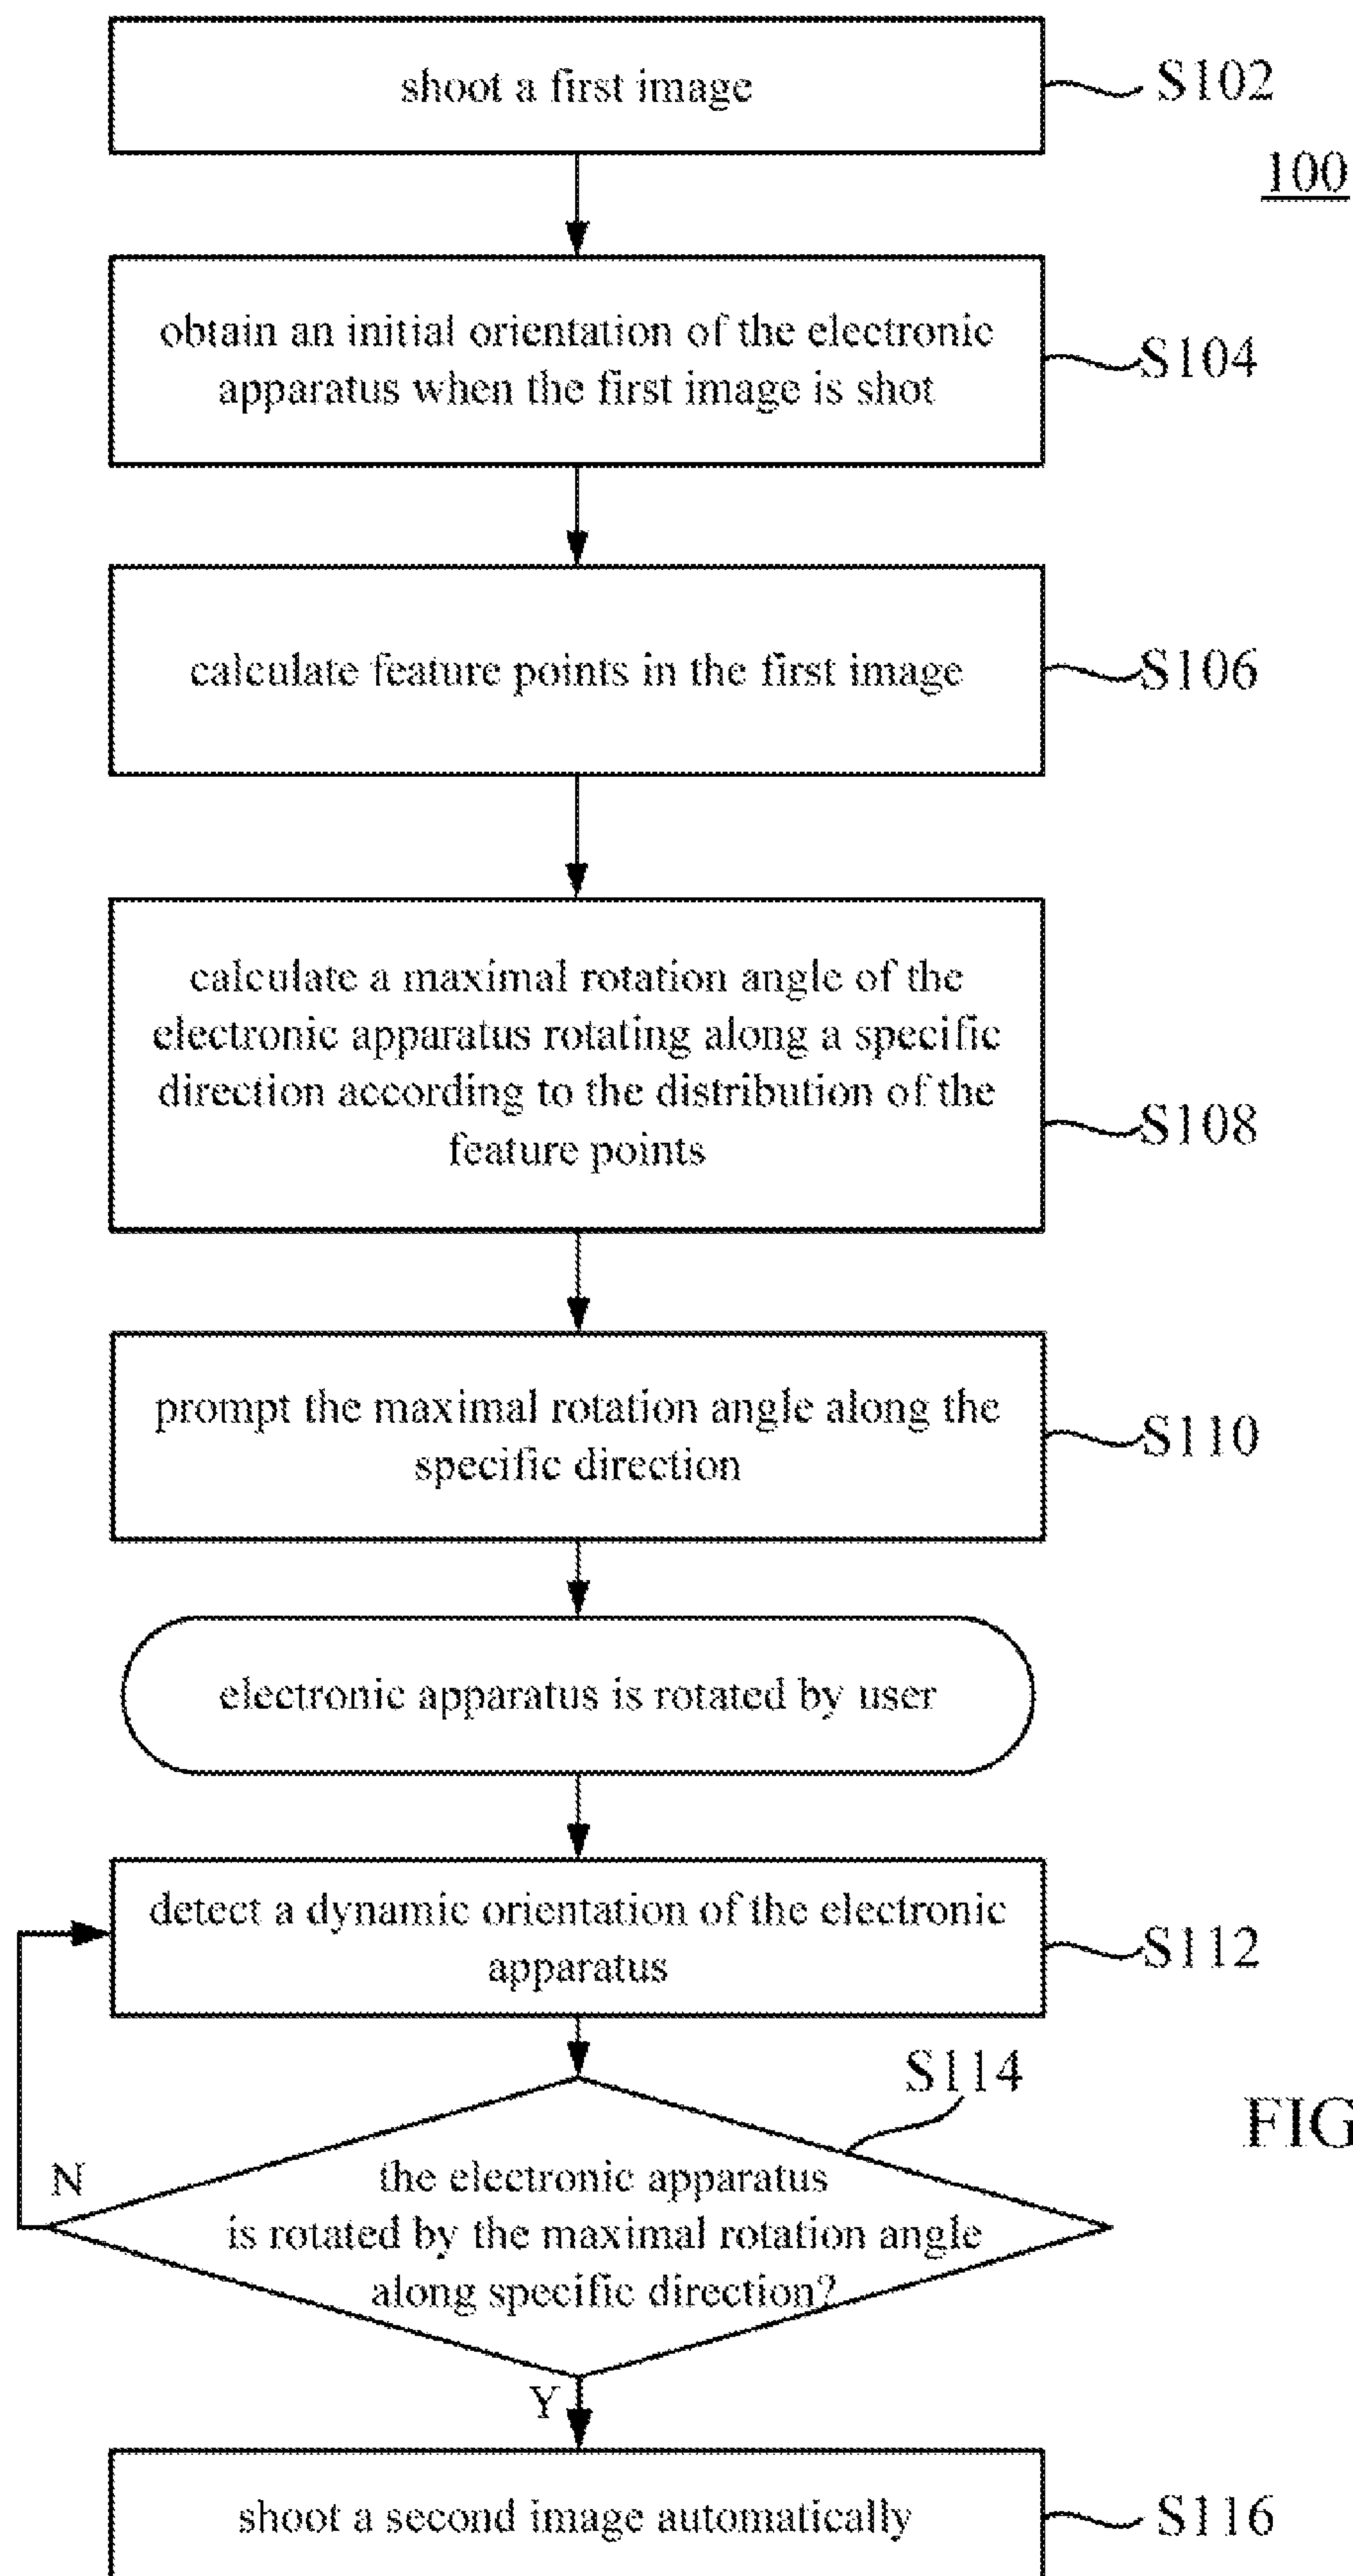 shoot a first image
S102
100
obtain an initial orientation of the electronic
apparatus when the first image is shot
S104
calculate feature points in the first image
S106
calculate a maximal rotation angle of the
electronic apparatus rotating along a specific
direction according to the distribution of the
feature points
S108
prompt the maximal rotation angle along the
specific direction
S110
electronic apparatus is rotated by user
detect a dynamic orientation of the electronic
apparatus
S112
S114
FIG
N
the electronic apparatus
is rotated by the maximal rotation angle
along specific direction?
Y
shoot a second image automatically
S116